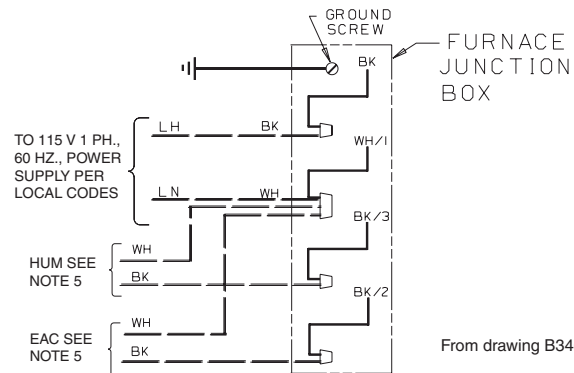 GROUND
SCREW
FURNACE
JUNCTION
BOX
BK
TO 115 V 1 PH.,
60 HZ., POWER
SUPPLY PER
LOCAL CODES
LH
BK
WH/1
LN
WH
BK/3
HUM SEE
NOTE 5
WH
BK
BK/2
EAC SEE
NOTE 5
WH
BK
From drawing B34